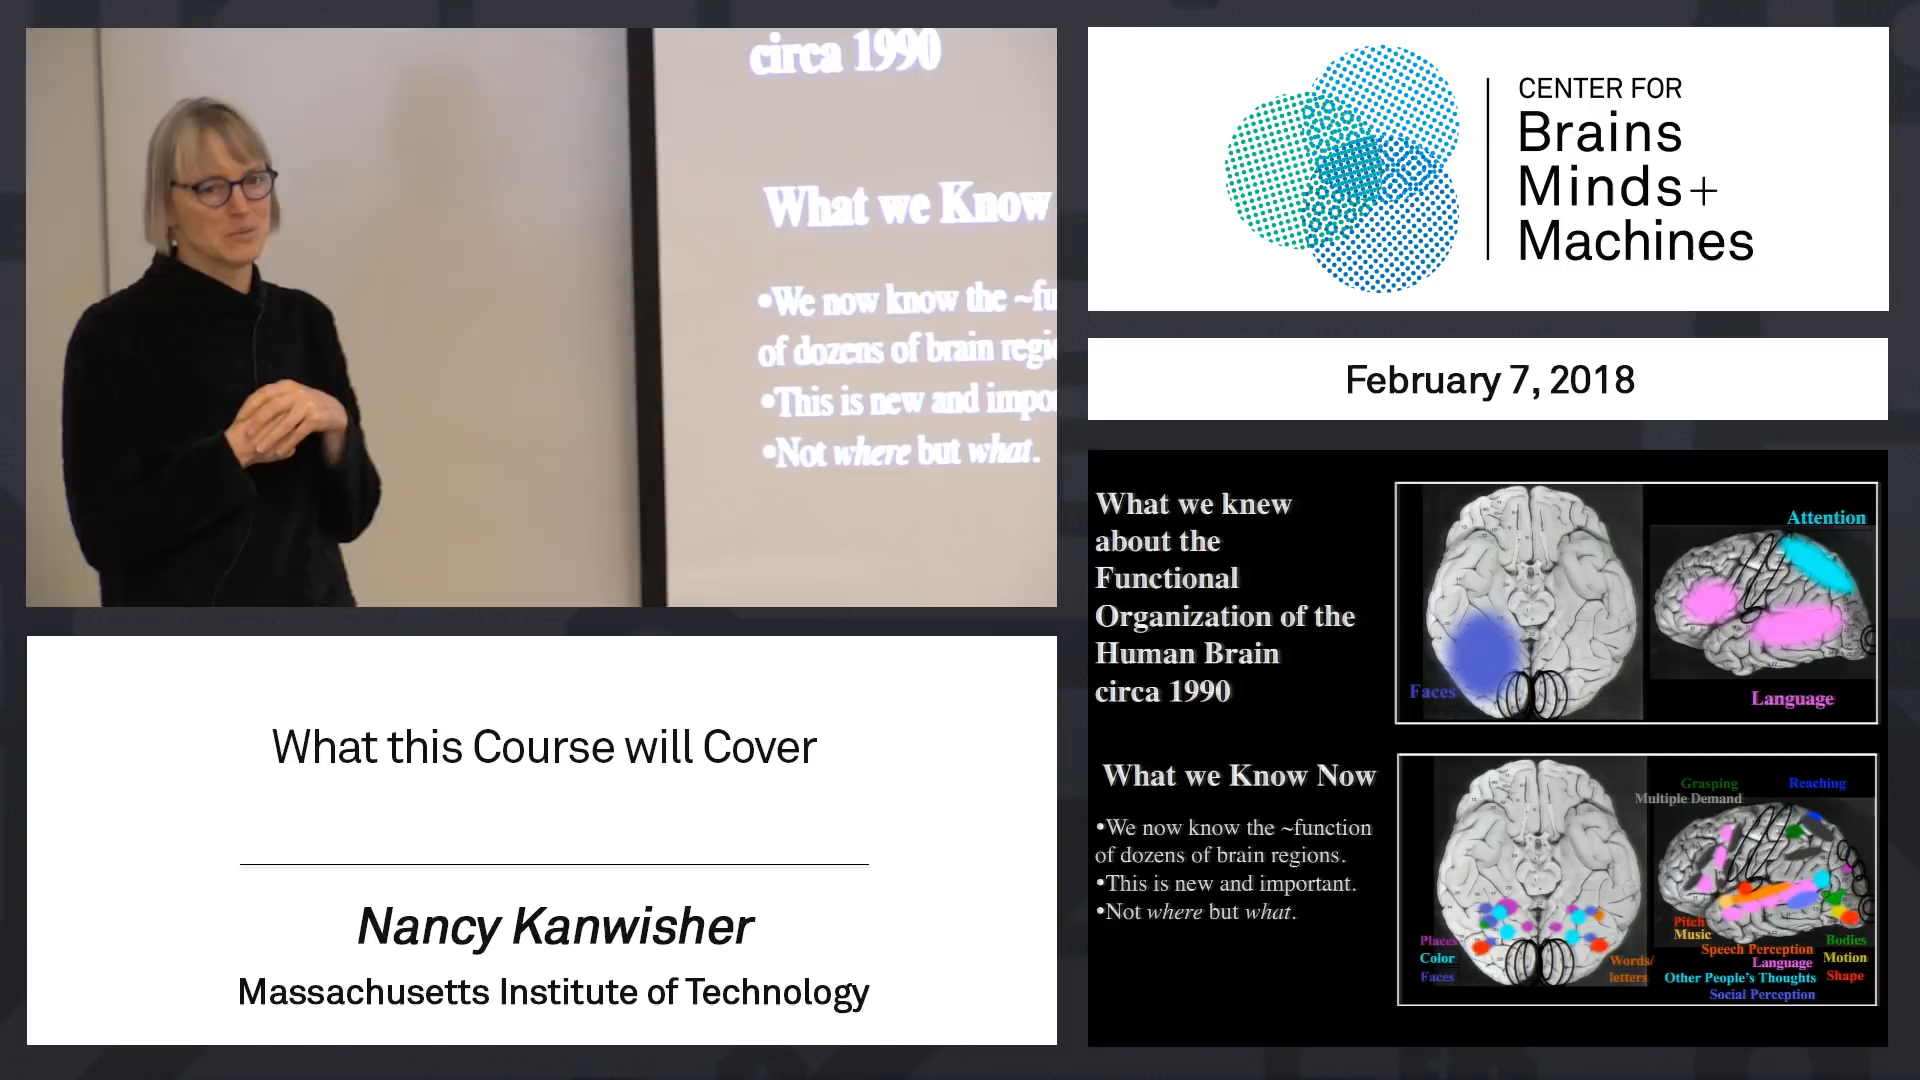 circa 1990
What we Know
•We now know the ~fu
of dozens of brain regi
•This is new and impo
•Not where but what.
CENTER FOR
Brains
Minds+
Machines
February 7, 2018
What this Course will Cover
Nancy Kanwisher
Massachusetts Institute of Technology
What we knew
about the
Functional
Organization of the
Human Brain
circa 1990
Attention
Faces
Language
What we Know Now
•We now know the ~function
of dozens of brain regions.
•This is new and important.
•Not where but what.
Grasping
Reaching
Multiple Demand
Places
Color
Faces
Words/
letters
Pitch
Music
Speech Perception
Language
Other People's Thoughts
Social Perception
Bodies
Motion
Shape